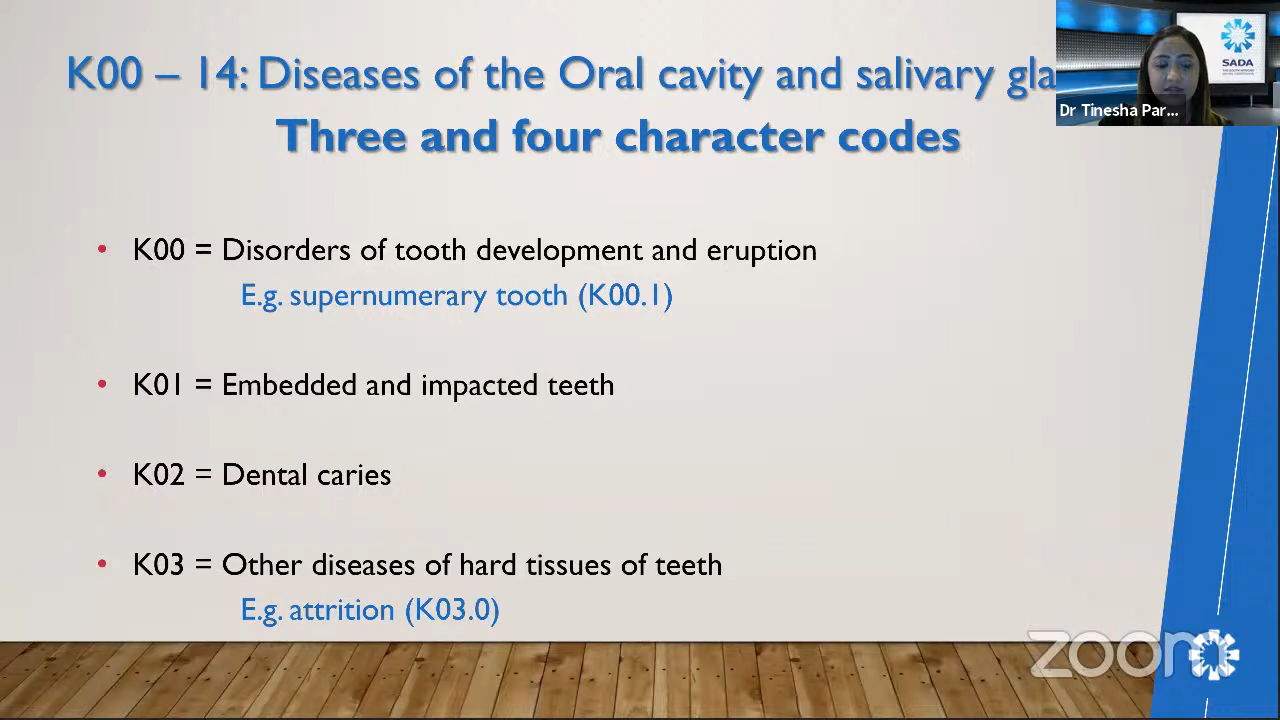 K00 – 14: Diseases of the Oral cavity and salivary gla
Three and four character codes
SADA
Dr Tinesha Par...
• K00 = Disorders of tooth development and eruption
E.g. supernumerary tooth (K00.1)
• K01 = Embedded and impacted teeth
• K02 = Dental caries
• K03 = Other diseases of hard tissues of teeth
E.g. attrition (K03.0)
zoom